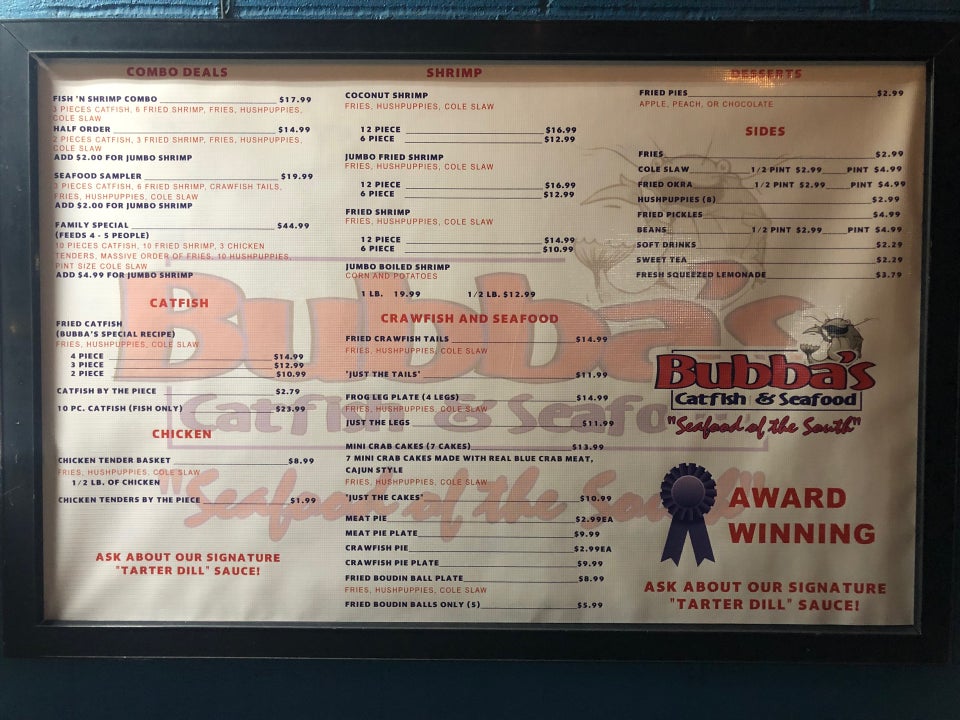 COMBO DEALS
FISH 'N SHRIMP COMBO $17.99
3 PIECES CATFISH, 6 FRIED SHRIMP, FRIES, HUSHPUPPIES,
COLE SLAW
HALF ORDER $14.99
2 PIECES CATFISH, 3 FRIED SHRIMP, FRIES, HUSHPUPPIES,
COLE SLAW
ADD $2.00 FOR JUMBO SHRIMP
SEAFOOD SAMPLER $19.99
3 PIECES CATFISH, 6 FRIED SHRIMP, CRAWFISH TAILS,
FRIES, HUSHPUPPIES, COLE SLAW
ADD $2.00 FOR JUMBO SHRIMP
FAMILY SPECIAL $44.99
(FEEDS 4 - 5 PEOPLE)
10 PIECES CATFISH, 10 FRIED SHRIMP, 3 CHICKEN
TENDERS, MASSIVE ORDER OF FRIES, 10 HUSHPUPPIES,
PINT SIZE COLE SLAW
ADD $4.99 FOR JUMBO SHRIMP
CATFISH
FRIED CATFISH
(BUBBA'S SPECIAL RECIPE)
FRIES, HUSHPUPPIES, COLE SLAW
4 PIECE $14.99
3 PIECE $12.99
2 PIECE $10.99
CATFISH BY THE PIECE $2.79
10 PC. CATFISH (FISH ONLY) $23.99
CHICKEN
CHICKEN TENDER BASKET $8.99
FRIES, HUSHPUPPIES, COLE SLAW
1/2 LB. OF CHICKEN
CHICKEN TENDERS BY THE PIECE $1.99
ASK ABOUT OUR SIGNATURE
"TARTER DILL" SAUCE!
SHRIMP
COCONUT SHRIMP
FRIES, HUSHPUPPIES, COLE SLAW
12 PIECE $16.99
6 PIECE $12.99
JUMBO FRIED SHRIMP
FRIES, HUSHPUPPIES, COLE SLAW
12 PIECE $16.99
6 PIECE $12.99
FRIED SHRIMP
FRIES, HUSHPUPPIES, COLE SLAW
12 PIECE $14.99
6 PIECE $10.99
JUMBO BOILED SHRIMP
CORN AND POTATOES
1 LB. 19.99 1/2 LB. $12.99
CRAWFISH AND SEAFOOD
FRIED CRAWFISH TAILS $14.99
FRIES, HUSHPUPPIES, COLE SLAW
"JUST THE TAILS" $11.99
FROG LEG PLATE (4 LEGS) $14.99
FRIES, HUSHPUPPIES, COLE SLAW
JUST THE LEGS $11.99
MINI CRAB CAKES (7 CAKES) $13.99
7 MINI CRAB CAKES MADE WITH REAL BLUE CRAB MEAT,
CAJUN STYLE
FRIES, HUSHPUPPIES, COLE SLAW
"JUST THE CAKES" $10.99
MEAT PIE $2.99EA
MEAT PIE PLATE $9.99
CRAWFISH PIE $2.99EA
CRAWFISH PIE PLATE $9.99
FRIED BOUDIN BALL PLATE $8.99
FRIES, HUSHPUPPIES, COLE SLAW
FRIED BOUDIN BALLS ONLY (5) $5.99
DESSERTS
FRIED PIES $2.99
APPLE, PEACH, OR CHOCOLATE
SIDES
FRIES $2.99
COLE SLAW 1/2 PINT $2.99 PINT $4.99
FRIED OKRA 1/2 PINT $2.99 PINT $4.99
HUSHPUPPIES (8) $2.99
FRIED PICKLES $4.99
BEANS 1/2 PINT $2.99 PINT $4.99
SOFT DRINKS $2.29
SWEET TEA $2.29
FRESH SQUEEZED LEMONADE $3.79
Bubba's
Catfish & Seafood
"Seafood of the South"
AWARD
WINNING
ASK ABOUT OUR SIGNATURE
"TARTER DILL" SAUCE!
Bubba's
Catfish & Seafood
"Seafood of the South"